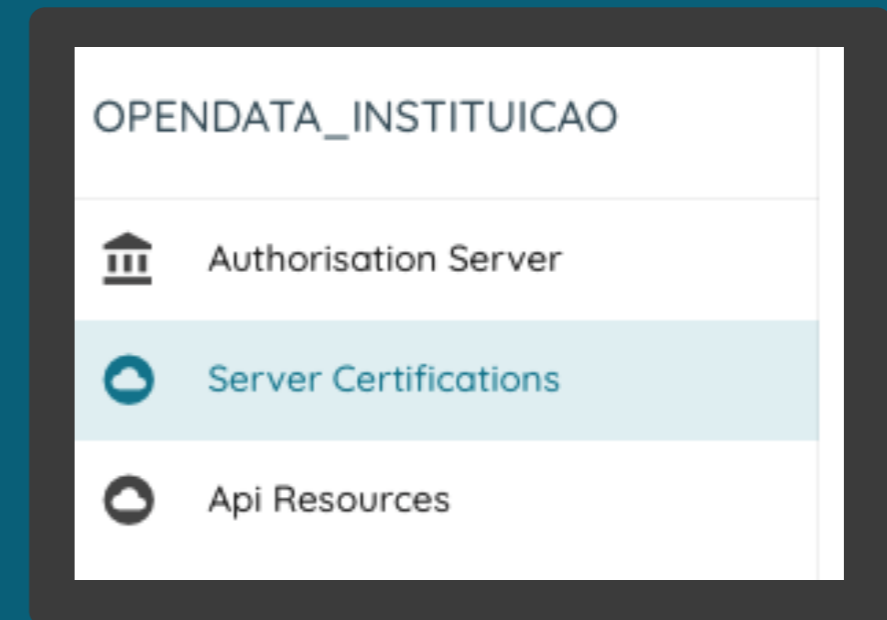 OPENDATA_INSTITUICAO
Authorisation Server
Server Certifications
Api Resources